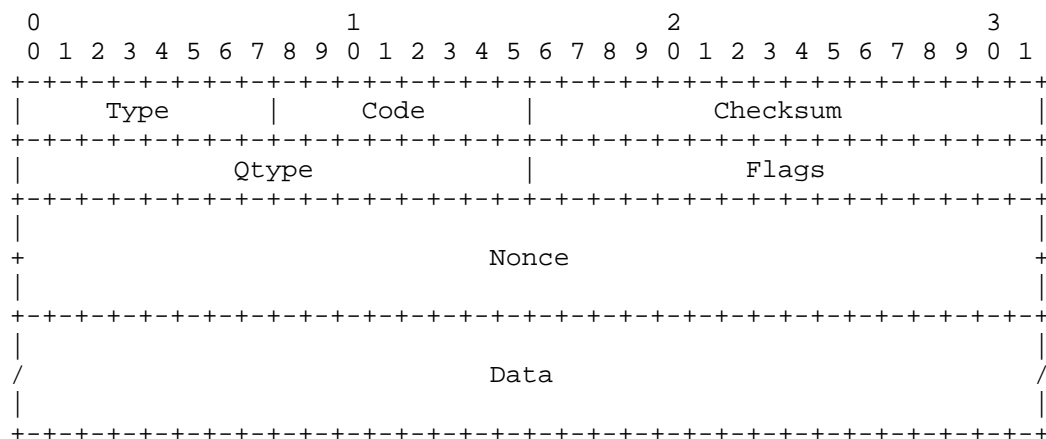 0                   1                   2                   3
 0 1 2 3 4 5 6 7 8 9 0 1 2 3 4 5 6 7 8 9 0 1 2 3 4 5 6 7 8 9 0 1
+-+-+-+-+-+-+-+-+-+-+-+-+-+-+-+-+-+-+-+-+-+-+-+-+-+-+-+-+-+-+-+-+
|     Type      |     Code      |           Checksum            |
+-+-+-+-+-+-+-+-+-+-+-+-+-+-+-+-+-+-+-+-+-+-+-+-+-+-+-+-+-+-+-+-+
|             Qtype             |             Flags             |
+-+-+-+-+-+-+-+-+-+-+-+-+-+-+-+-+-+-+-+-+-+-+-+-+-+-+-+-+-+-+-+-+
|                                                               |
+                             Nonce                             +
|                                                               |
+-+-+-+-+-+-+-+-+-+-+-+-+-+-+-+-+-+-+-+-+-+-+-+-+-+-+-+-+-+-+-+-+
|                                                               |
/                             Data                              /
|                                                               |
+-+-+-+-+-+-+-+-+-+-+-+-+-+-+-+-+-+-+-+-+-+-+-+-+-+-+-+-+-+-+-+-+